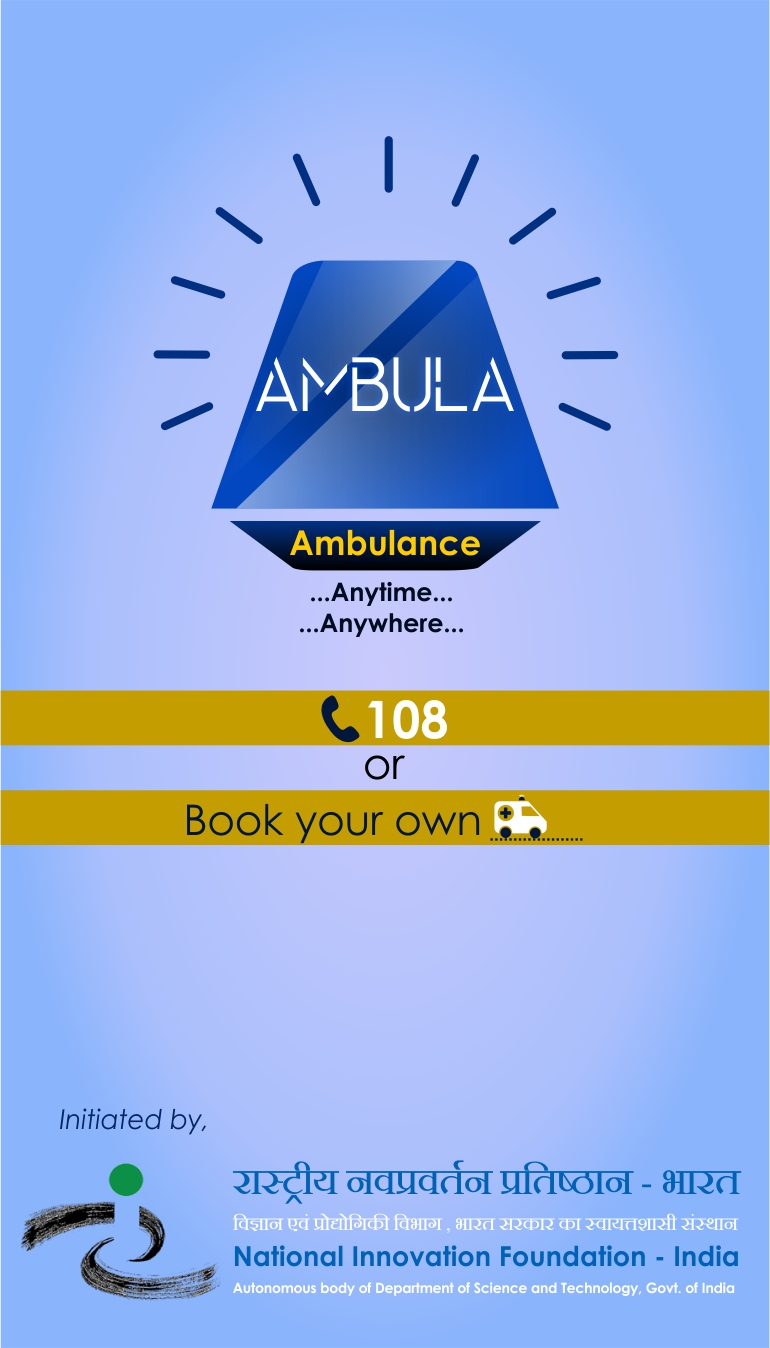 AMBULA
Ambulance
...Anytime...
...Anywhere...
108
or
Book your own
Initiated by,
रास्ट्रीय नवप्रवर्तन प्रतिष्ठान - भारत
विज्ञान एवं प्रोद्योगिकी विभाग , भारत सरकार का स्वायत्तशासी संस्थान
National Innovation Foundation - India
Autonomous body of Department of Science and Technology, Govt. of India